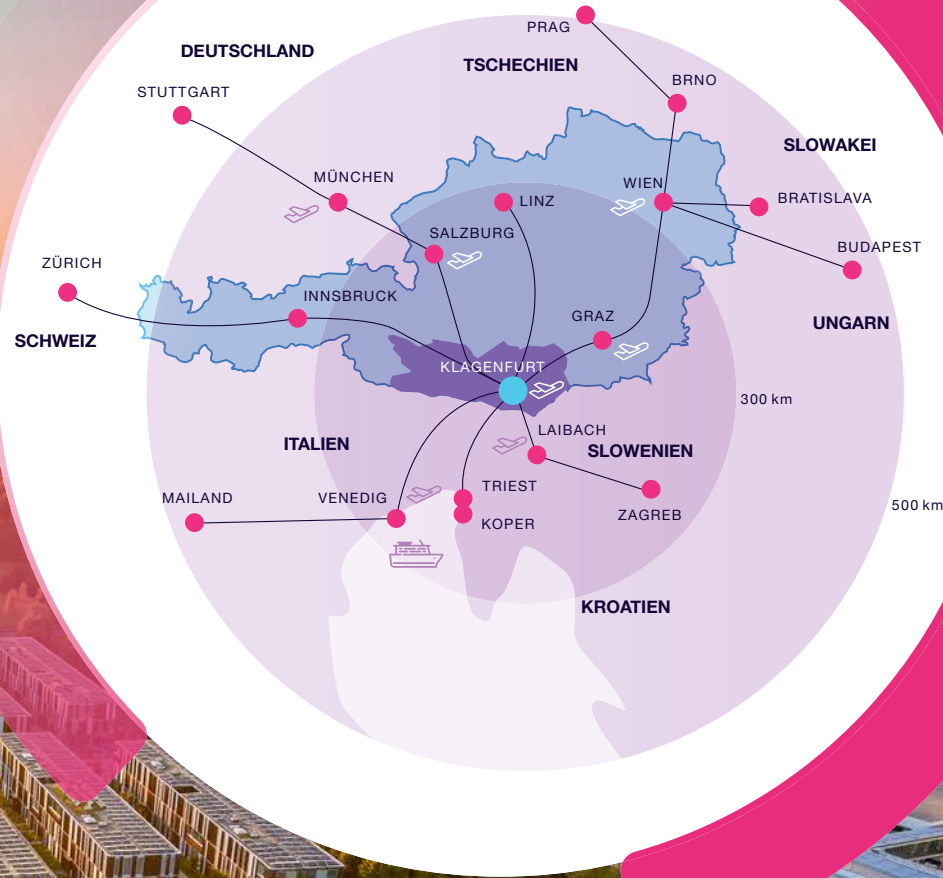 PRAG
DEUTSCHLAND
TSCHECHIEN
BRNO
STUTTGART
SLOWAKEI
MÜNCHEN
WIEN
BRATISLAVA
LINZ
SALZBURG
BUDAPEST
ZÜRICH
INNSBRUCK
GRAZ
UNGARN
SCHWEIZ
KLAGENFURT
300 km
LAIBACH
ITALIEN
SLOWENIEN
MAILAND
VENEDIG
TRIEST
500 km
ZAGREB
KOPER
KROATIEN